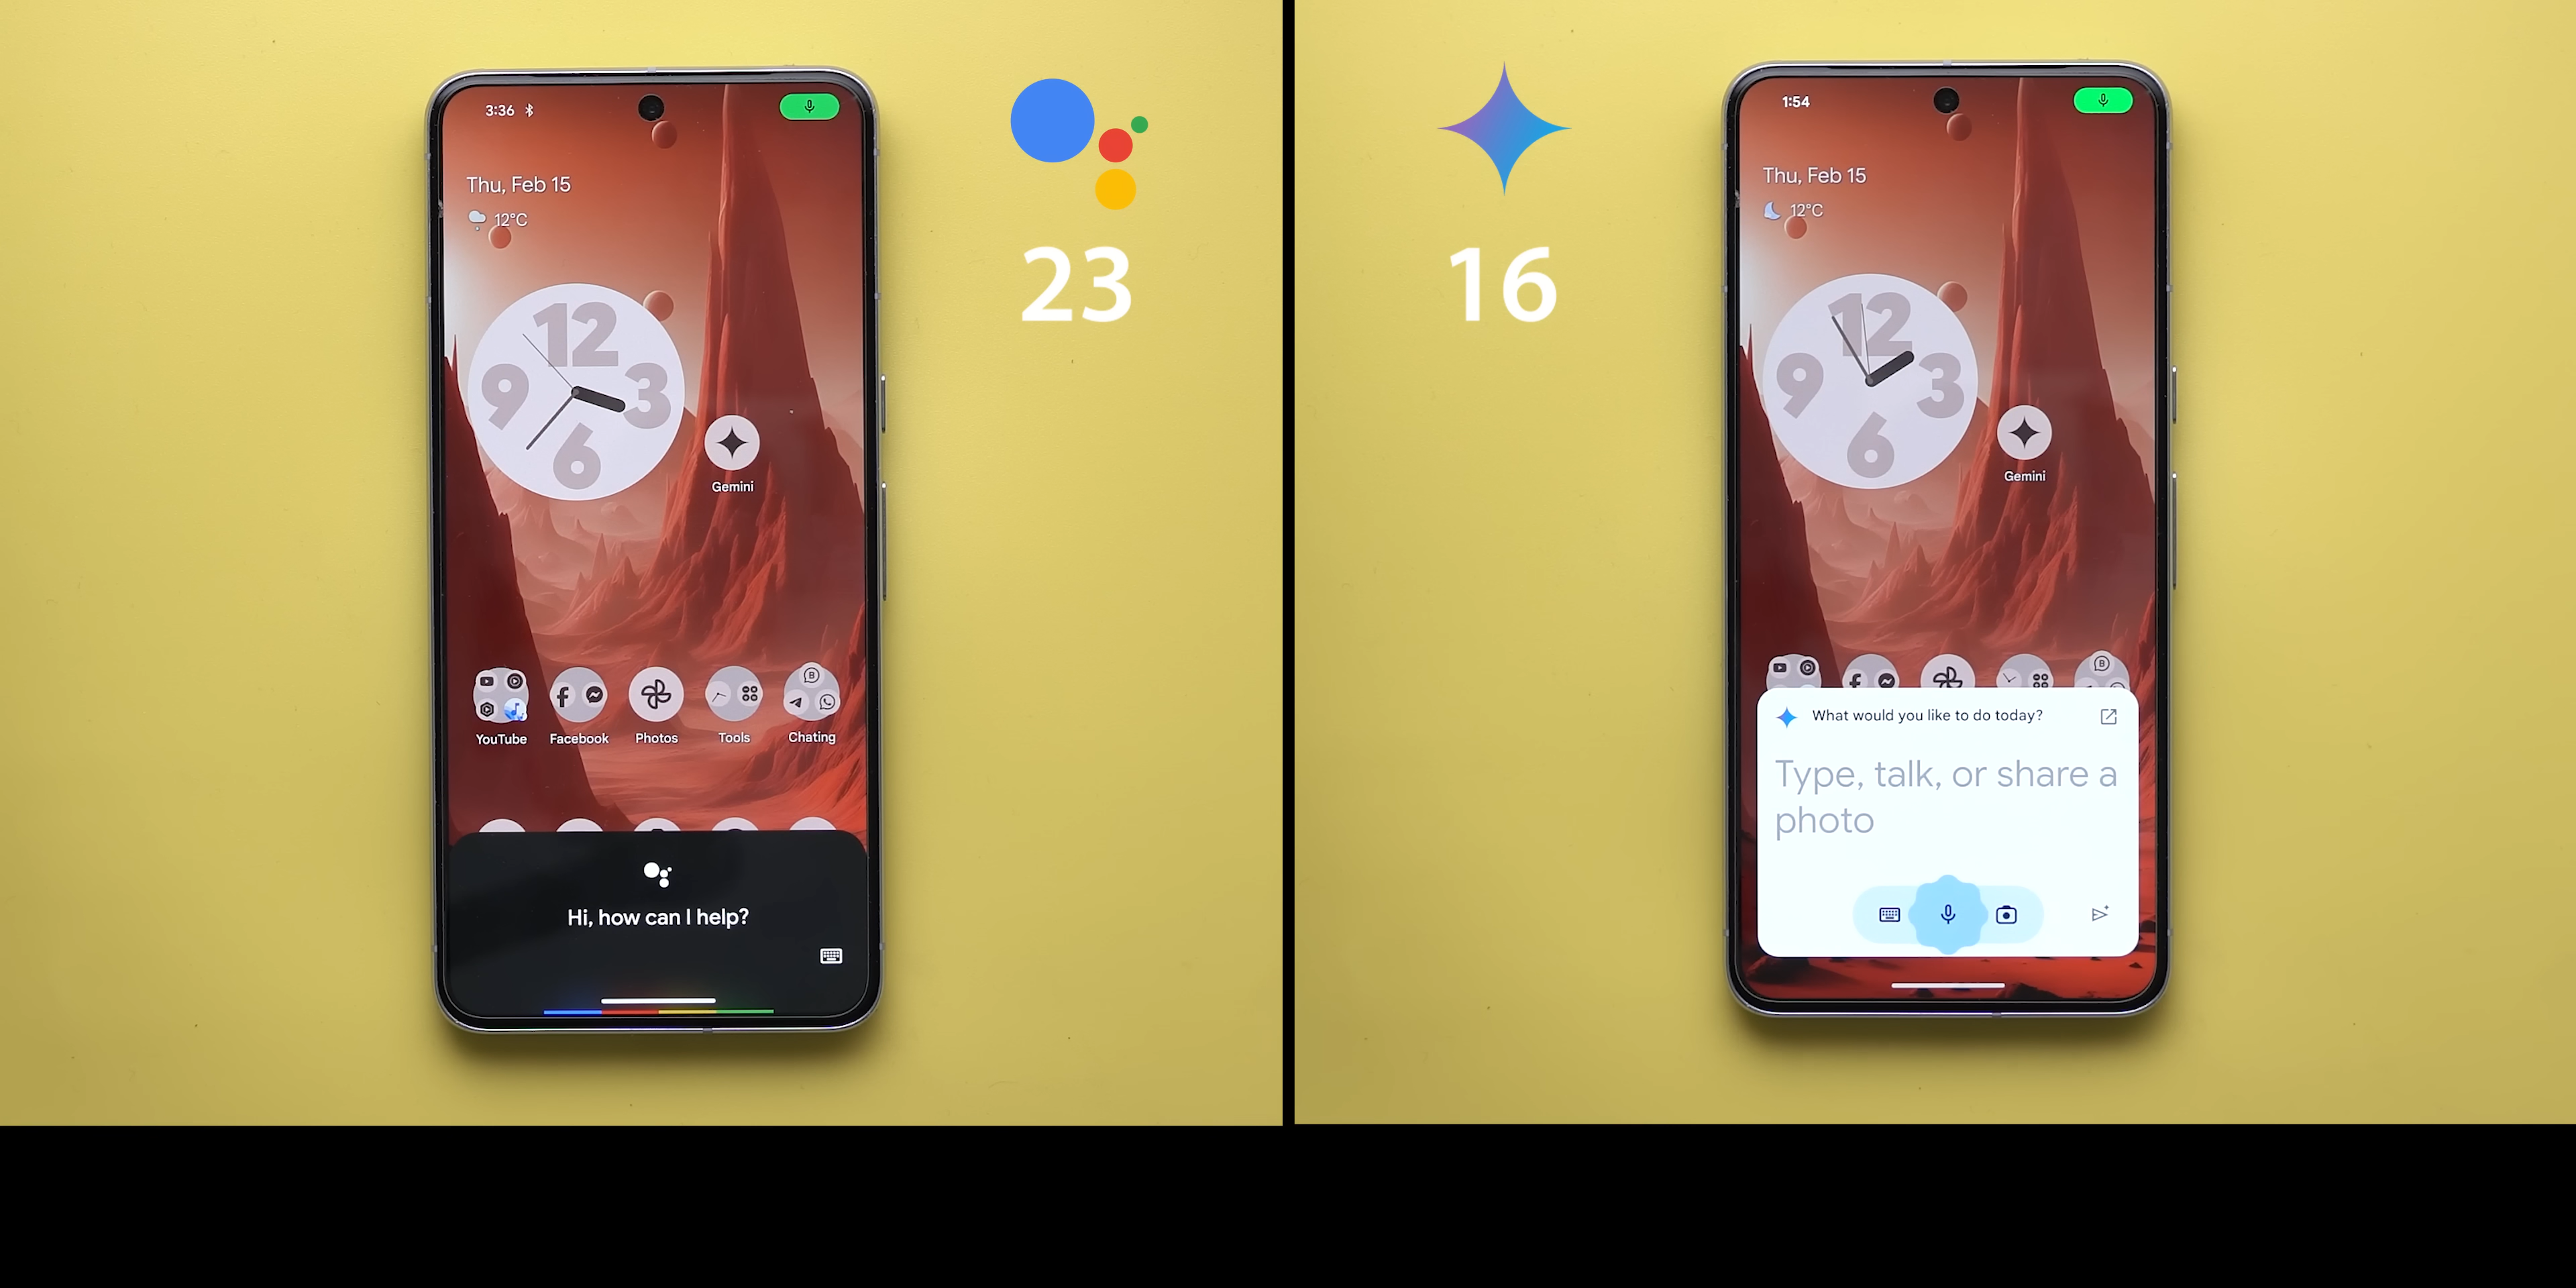 3:36
Thu, Feb 15
12°C
12
9 3
6
Gemini
YouTube Facebook Photos Tools Chating
B
Hi, how can I help?
23
16
1:54
Thu, Feb 15
12°C
12
9 3
6
Gemini
B
What would you like to do today?
Type, talk, or share a
photo